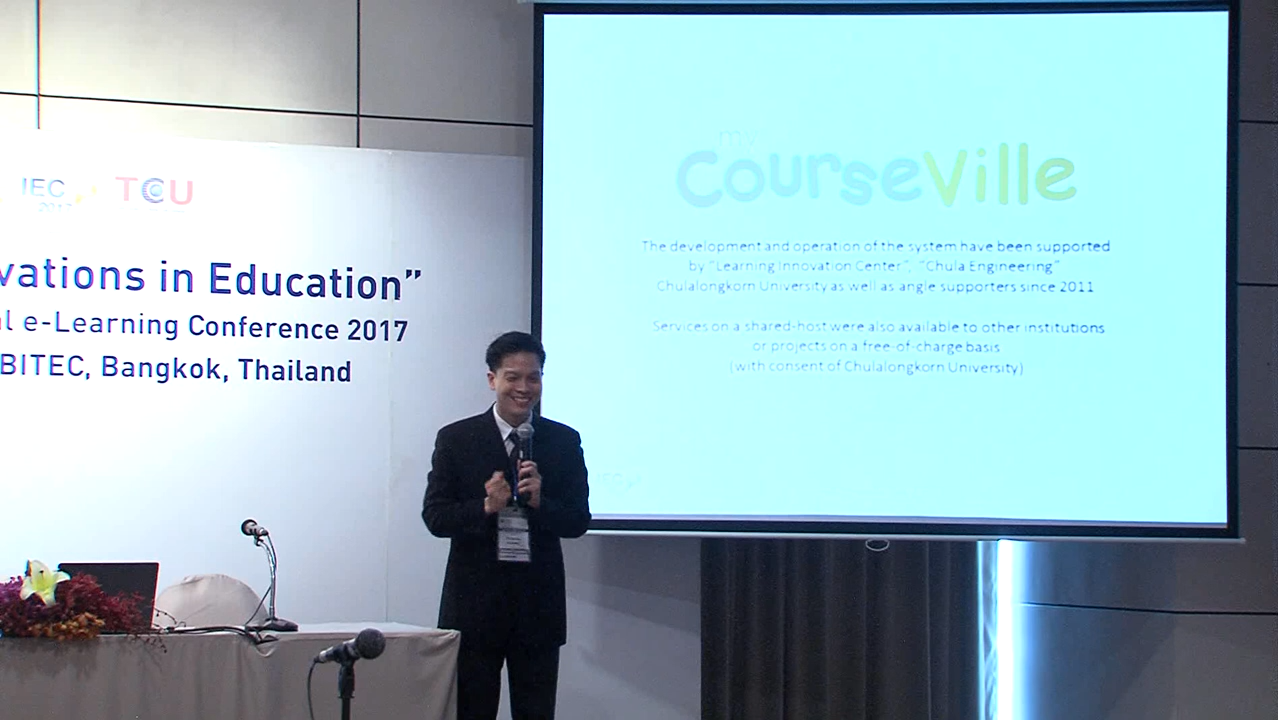 IEC
2017
TCU
vations in Education”
al e-Learning Conference 2017
BITEC, Bangkok, Thailand
my
CourseVille
The development and operation of the system have been supported
by "Learning Innovation Center", "Chula Engineering"
Chulalongkorn University as well as angle supporters since 2011
Services on a shared-host were also available to other institutions
or projects on a free-of-charge basis
(with consent of Chulalongkorn University)